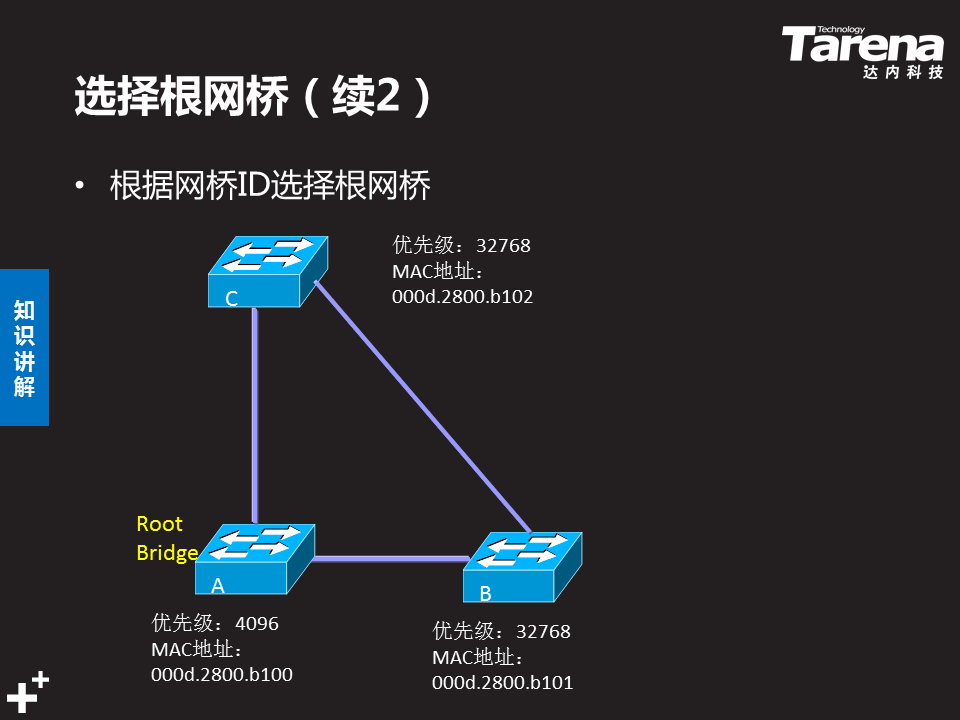 Technology
Tarena
达内科技
选择根网桥（续2）
• 根据网桥ID选择根网桥
知识讲解
优先级：32768
MAC地址：
000d.2800.b102
C
Root
Bridge
A
B
优先级：4096
MAC地址：
000d.2800.b100
优先级：32768
MAC地址：
000d.2800.b101